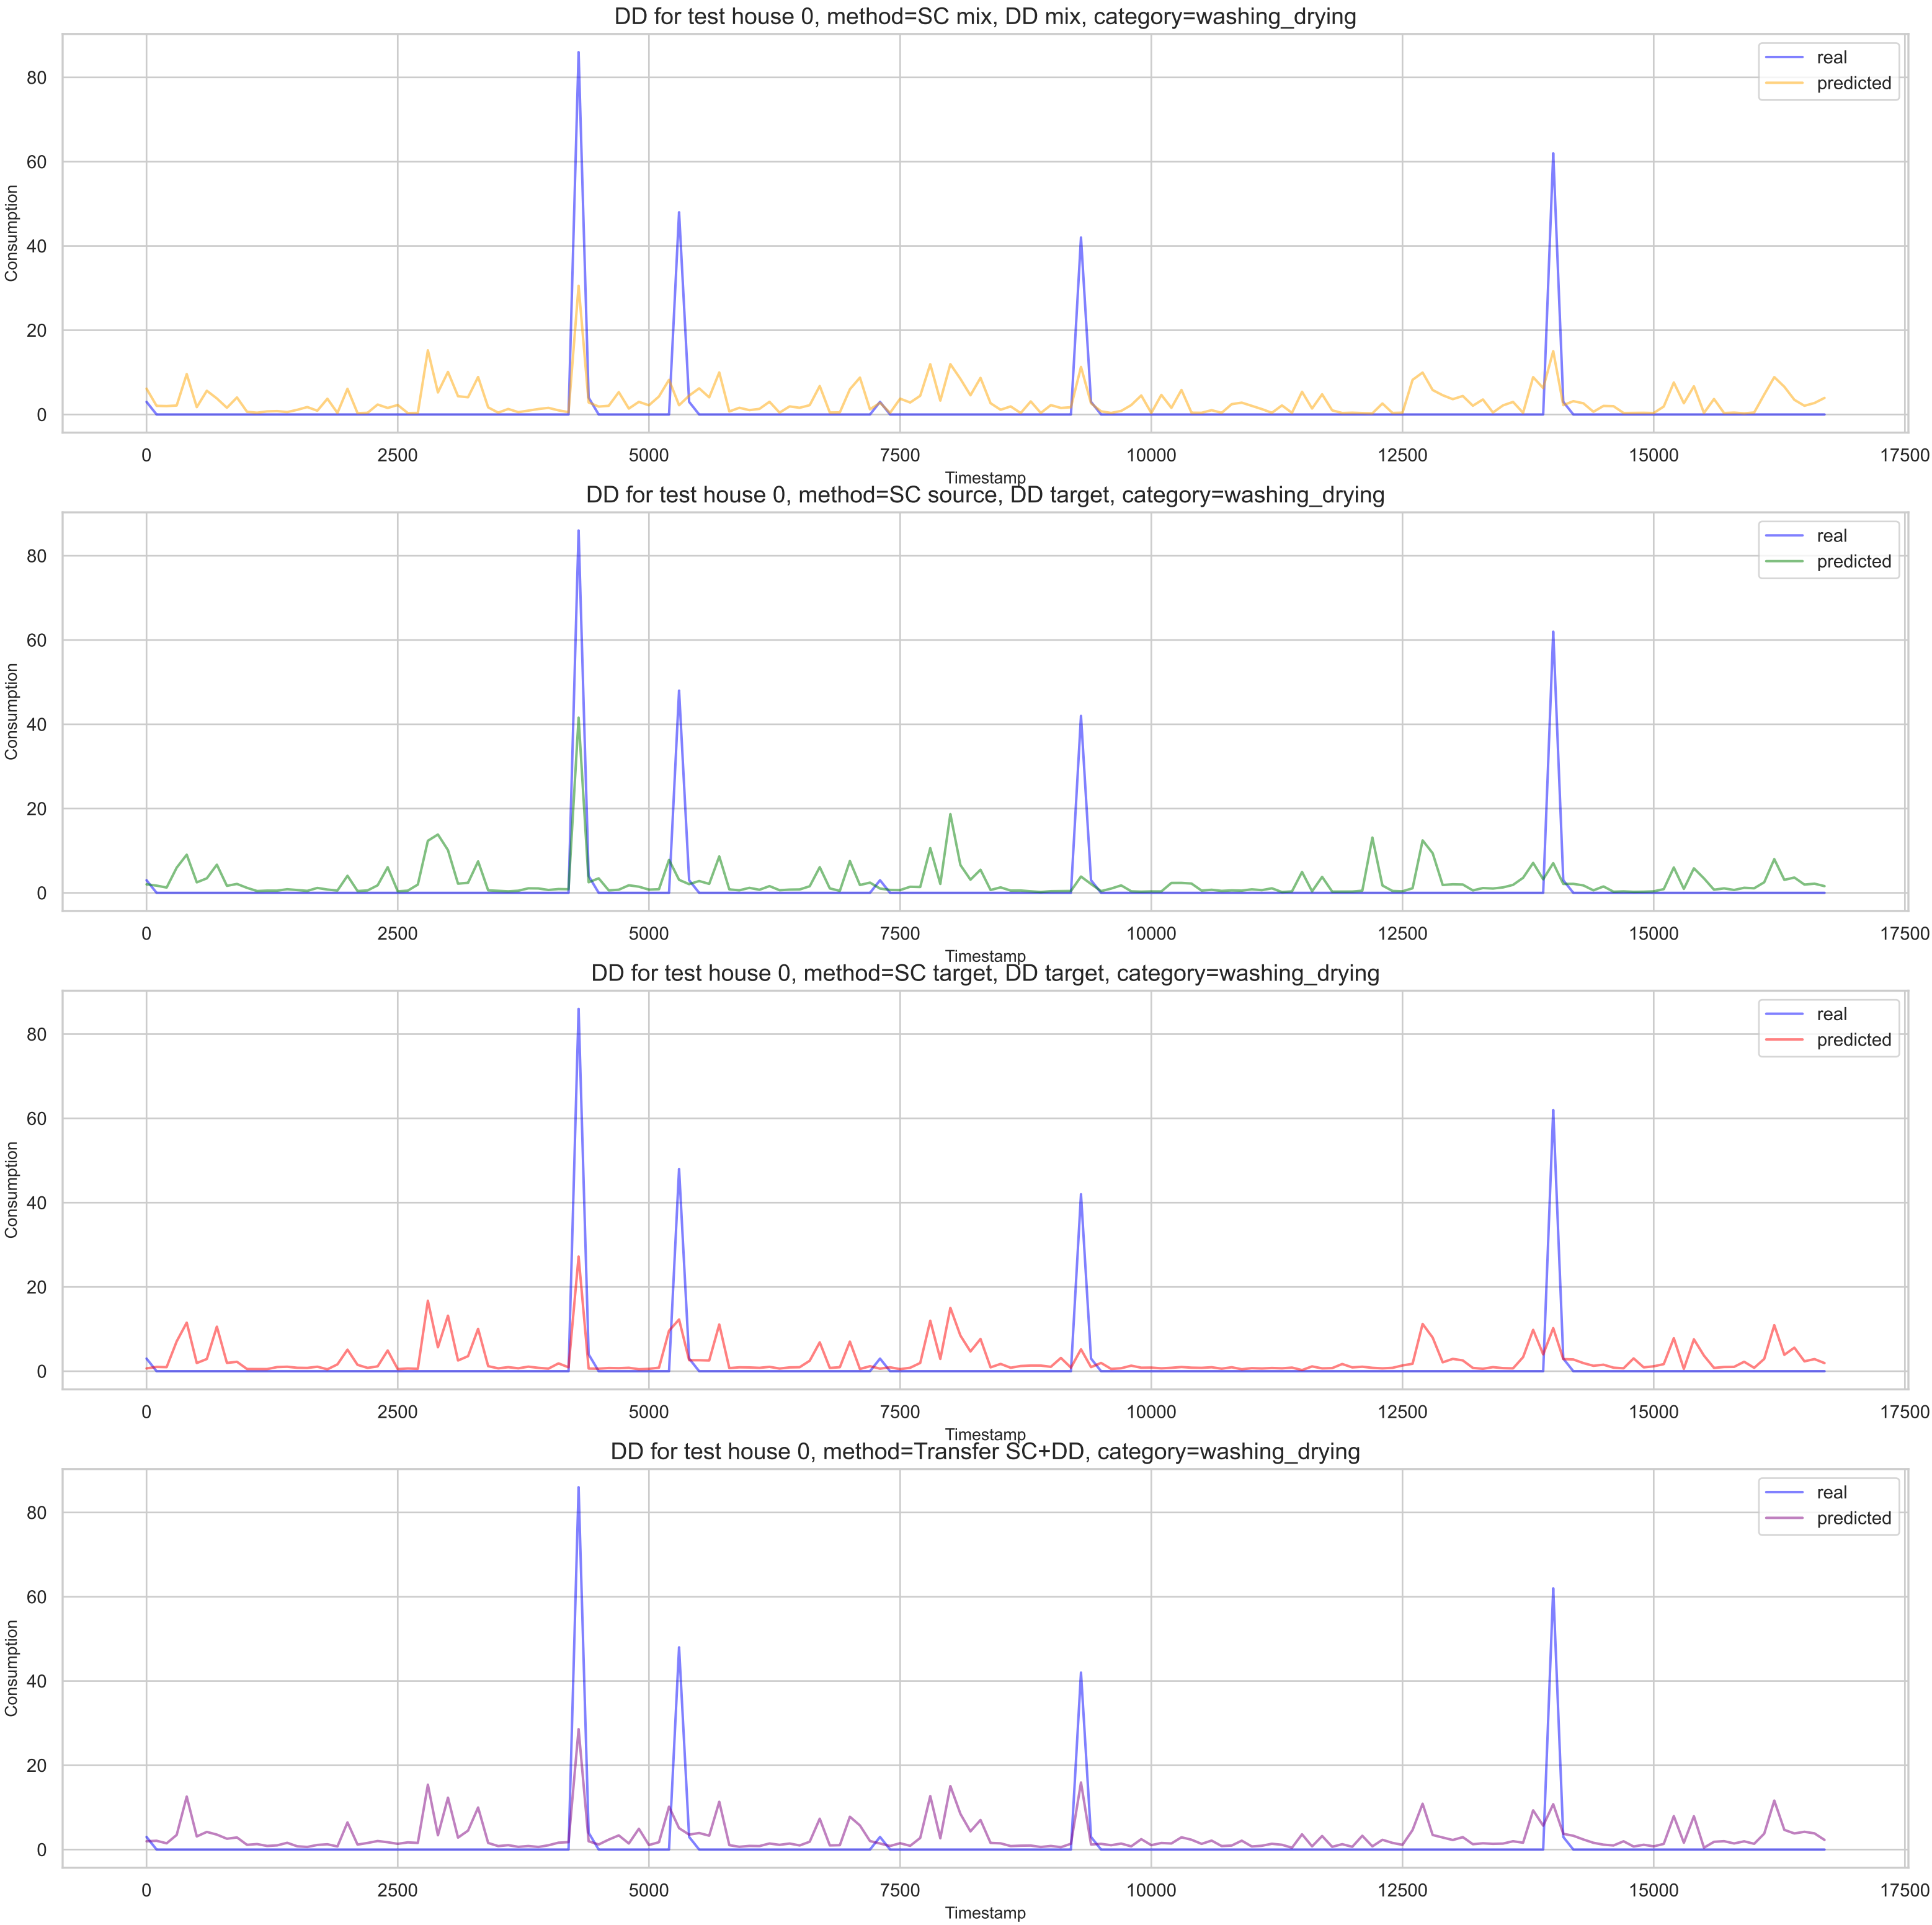 DD for test house 0, method=SC mix, DD mix, category=washing_drying
real
predicted
80
60
40
20
0
Consumption
0 2500 5000 7500 10000 12500 15000 17500
Timestamp
DD for test house 0, method=SC source, DD target, category=washing_drying
real
predicted
80
60
40
20
0
Consumption
0 2500 5000 7500 10000 12500 15000 17500
Timestamp
DD for test house 0, method=SC target, DD target, category=washing_drying
real
predicted
80
60
40
20
0
Consumption
0 2500 5000 7500 10000 12500 15000 17500
Timestamp
DD for test house 0, method=Transfer SC+DD, category=washing_drying
real
predicted
80
60
40
20
0
Consumption
0 2500 5000 7500 10000 12500 15000 17500
Timestamp